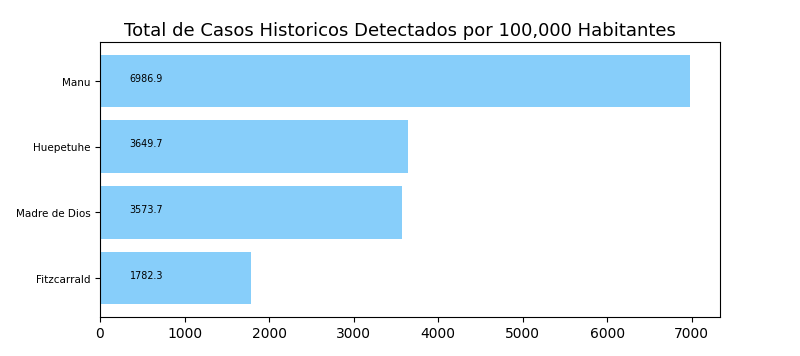 Total de Casos Historicos Detectados por 100,000 Habitantes
Manu 6986.9
Huepetuhe 3649.7
Madre de Dios 3573.7
Fitzcarrald 1782.3
0 1000 2000 3000 4000 5000 6000 7000